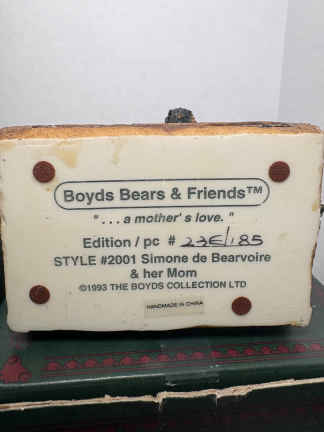 Boyds Bears & Friends™
"...a mother's love."
Edition / pc # 23E/185
STYLE #2001 Simone de Bearvoire
& her Mom
©1993 THE BOYDS COLLECTION LTD
HANDMADE IN CHINA